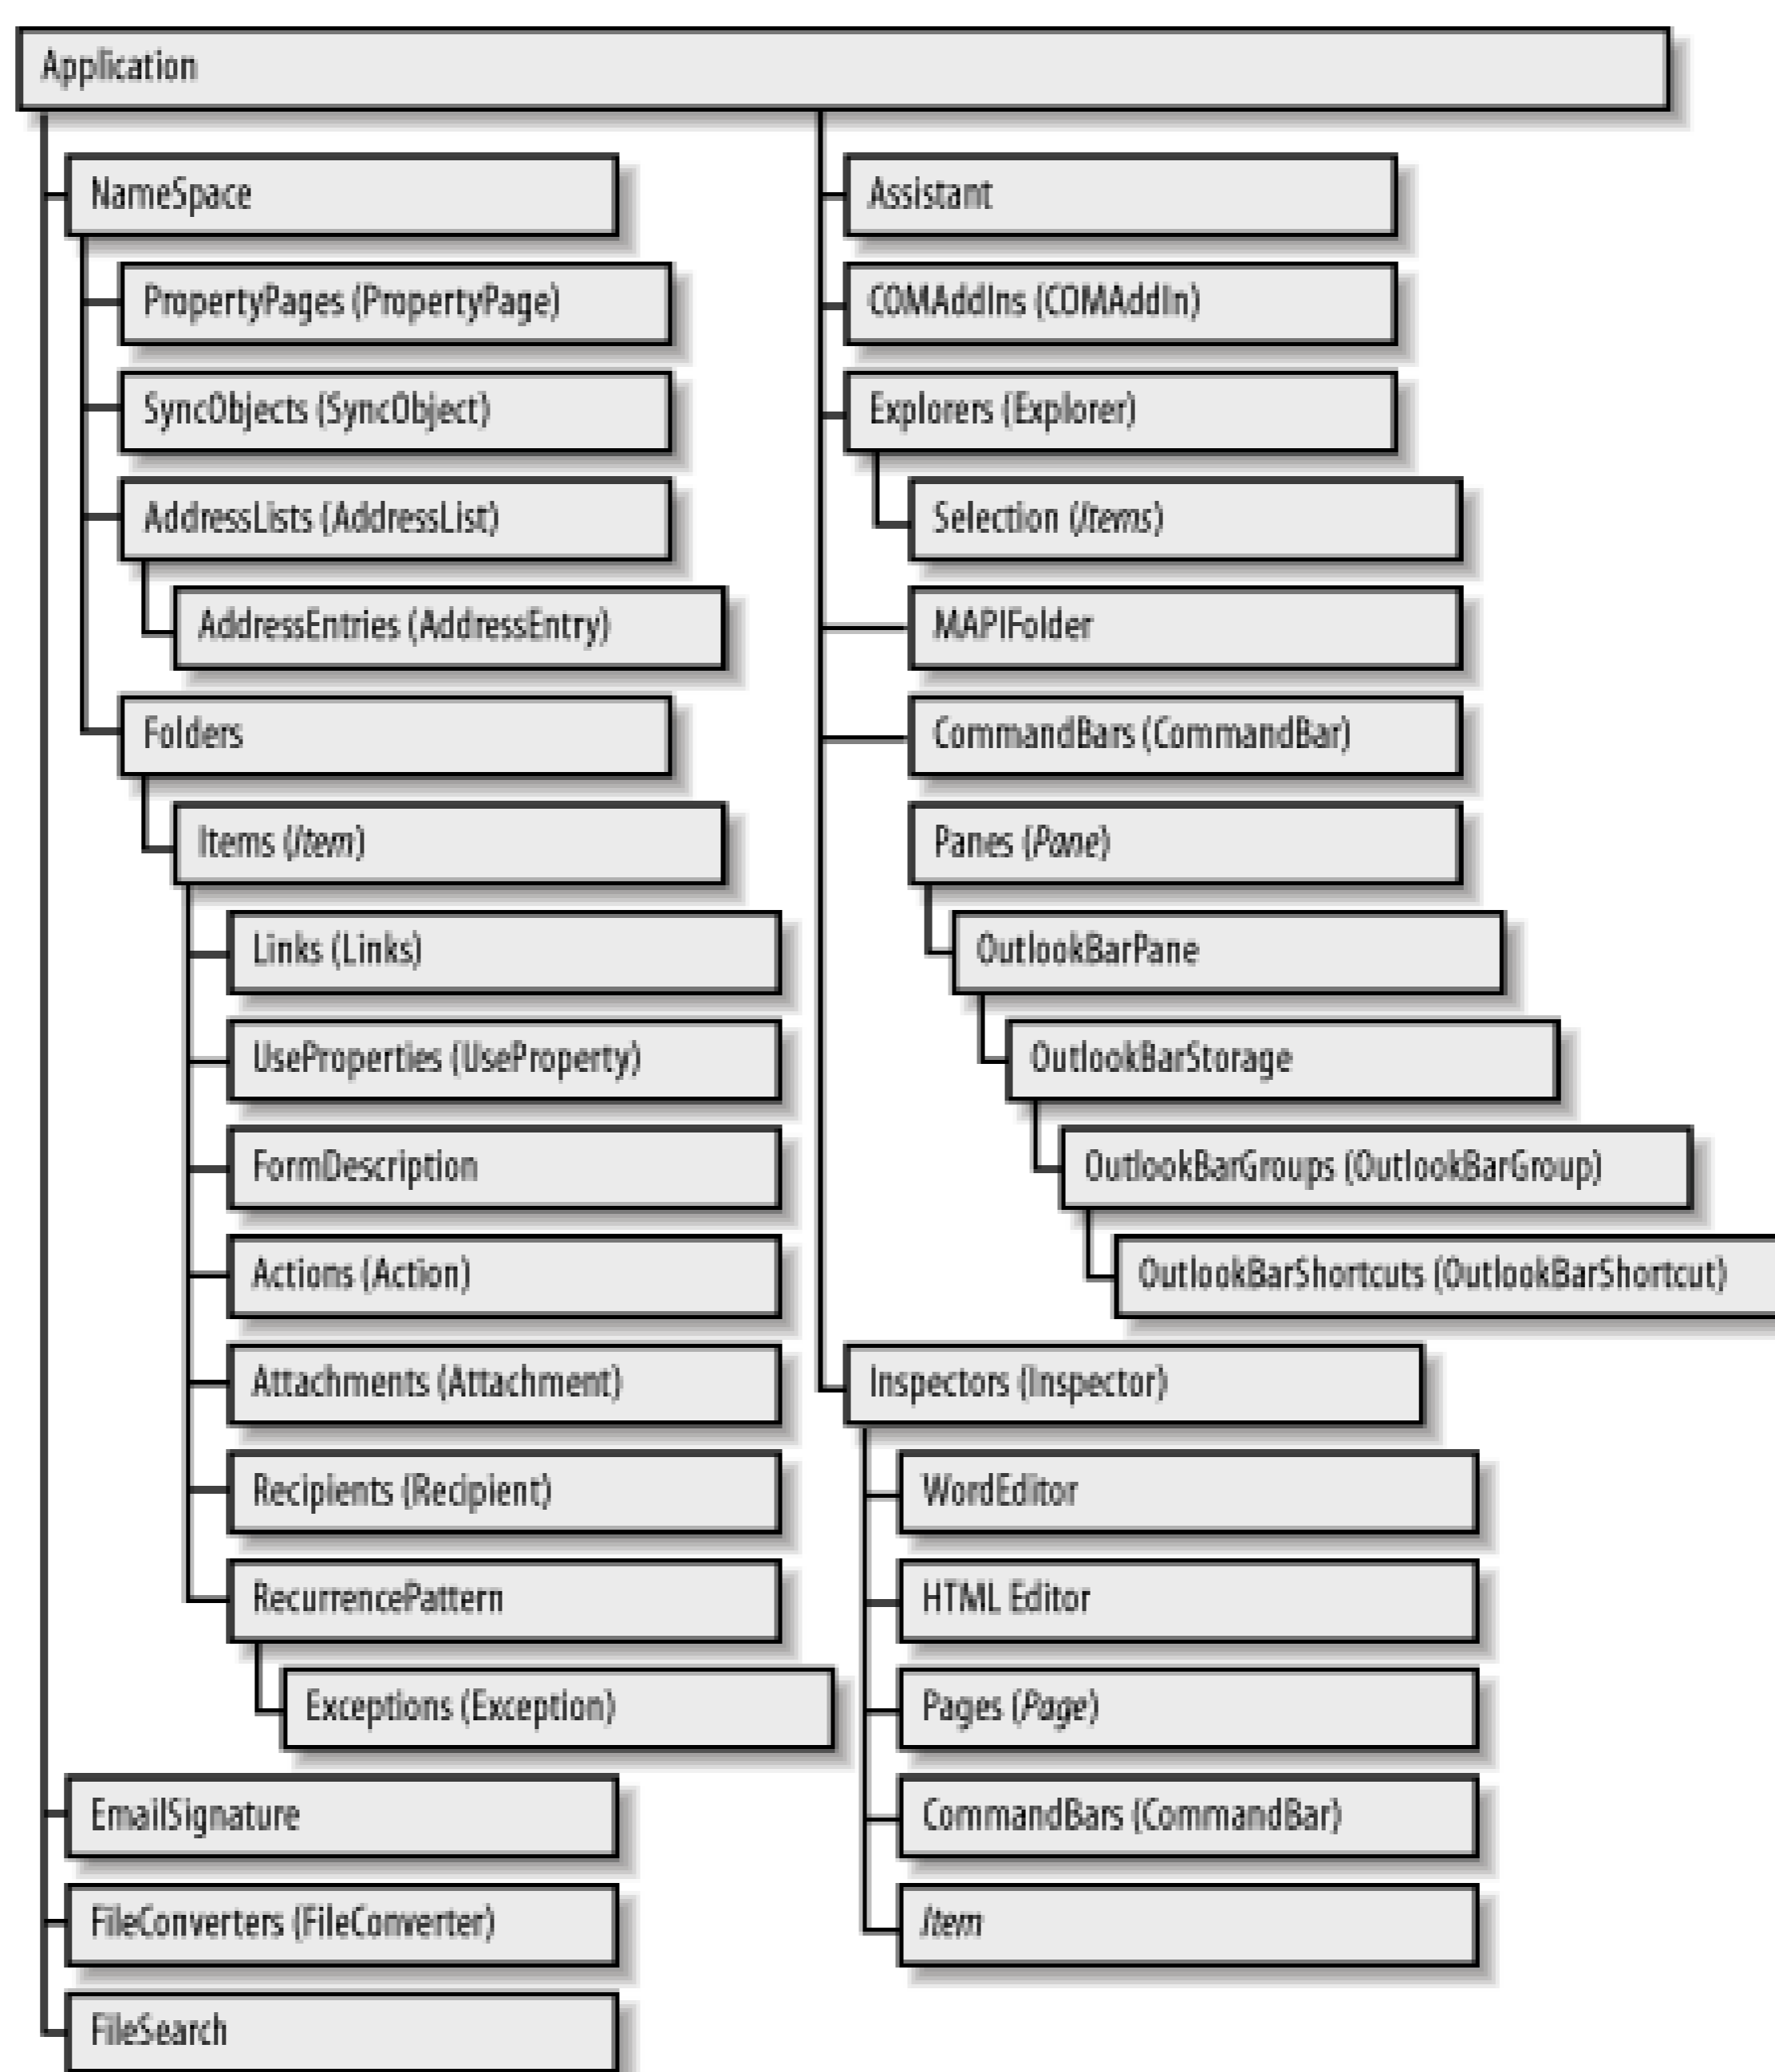 Application
NameSpace
PropertyPages (PropertyPage)
SyncObjects (SyncObject)
AddressLists (AddressList)
AddressEntries (AddressEntry)
Folders
Items (Item)
Links (Links)
UseProperties (UseProperty)
FormDescription
Actions (Action)
Attachments (Attachment)
Recipients (Recipient)
RecurrencePattern
Exceptions (Exception)
EmailSignature
FileConverters (FileConverter)
FileSearch
Assistant
COMAddIns (COMAddIn)
Explorers (Explorer)
Selection (Items)
MAPIFolder
CommandBars (CommandBar)
Panes (Pane)
OutlookBarPane
OutlookBarStorage
OutlookBarGroups (OutlookBarGroup)
OutlookBarShortcuts (OutlookBarShortcut)
Inspectors (Inspector)
WordEditor
HTML Editor
Pages (Page)
CommandBars (CommandBar)
Item